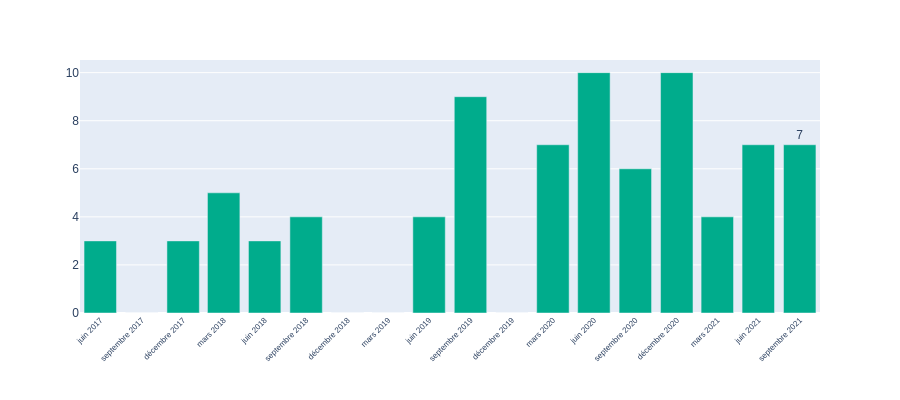 10
8
6
4
2
0
7
juin 2017
septembre 2017
décembre 2017
mars 2018
juin 2018
septembre 2018
décembre 2018
mars 2019
juin 2019
septembre 2019
décembre 2019
mars 2020
juin 2020
septembre 2020
décembre 2020
mars 2021
juin 2021
septembre 2021